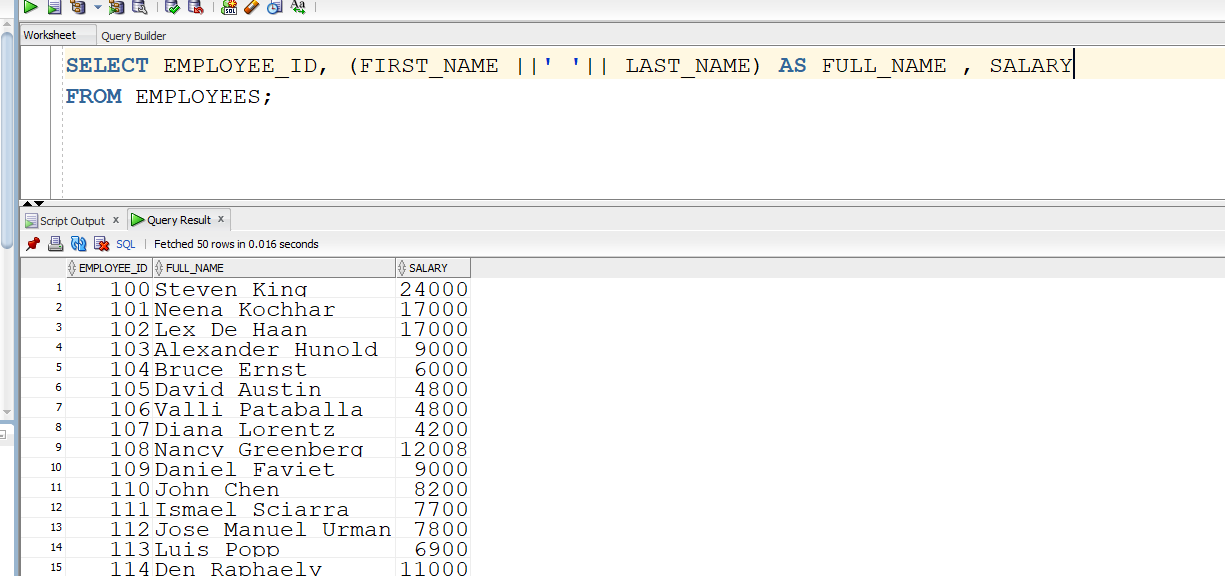 Worksheet Query Builder
SELECT EMPLOYEE_ID, (FIRST_NAME ||' '|| LAST_NAME) AS FULL_NAME , SALARY
FROM EMPLOYEES;
Script Output x Query Result x
SQL | Fetched 50 rows in 0.016 seconds
EMPLOYEE_ID FULL_NAME SALARY
1 100 Steven King 24000
2 101 Neena Kochhar 17000
3 102 Lex De Haan 17000
4 103 Alexander Hunold 9000
5 104 Bruce Ernst 6000
6 105 David Austin 4800
7 106 Valli Pataballa 4800
8 107 Diana Lorentz 4200
9 108 Nancy Greenberg 12008
10 109 Daniel Faviet 9000
11 110 John Chen 8200
12 111 Ismael Sciarra 7700
13 112 Jose Manuel Urman 7800
14 113 Luis Popp 6900
15 114 Den Raphaely 11000